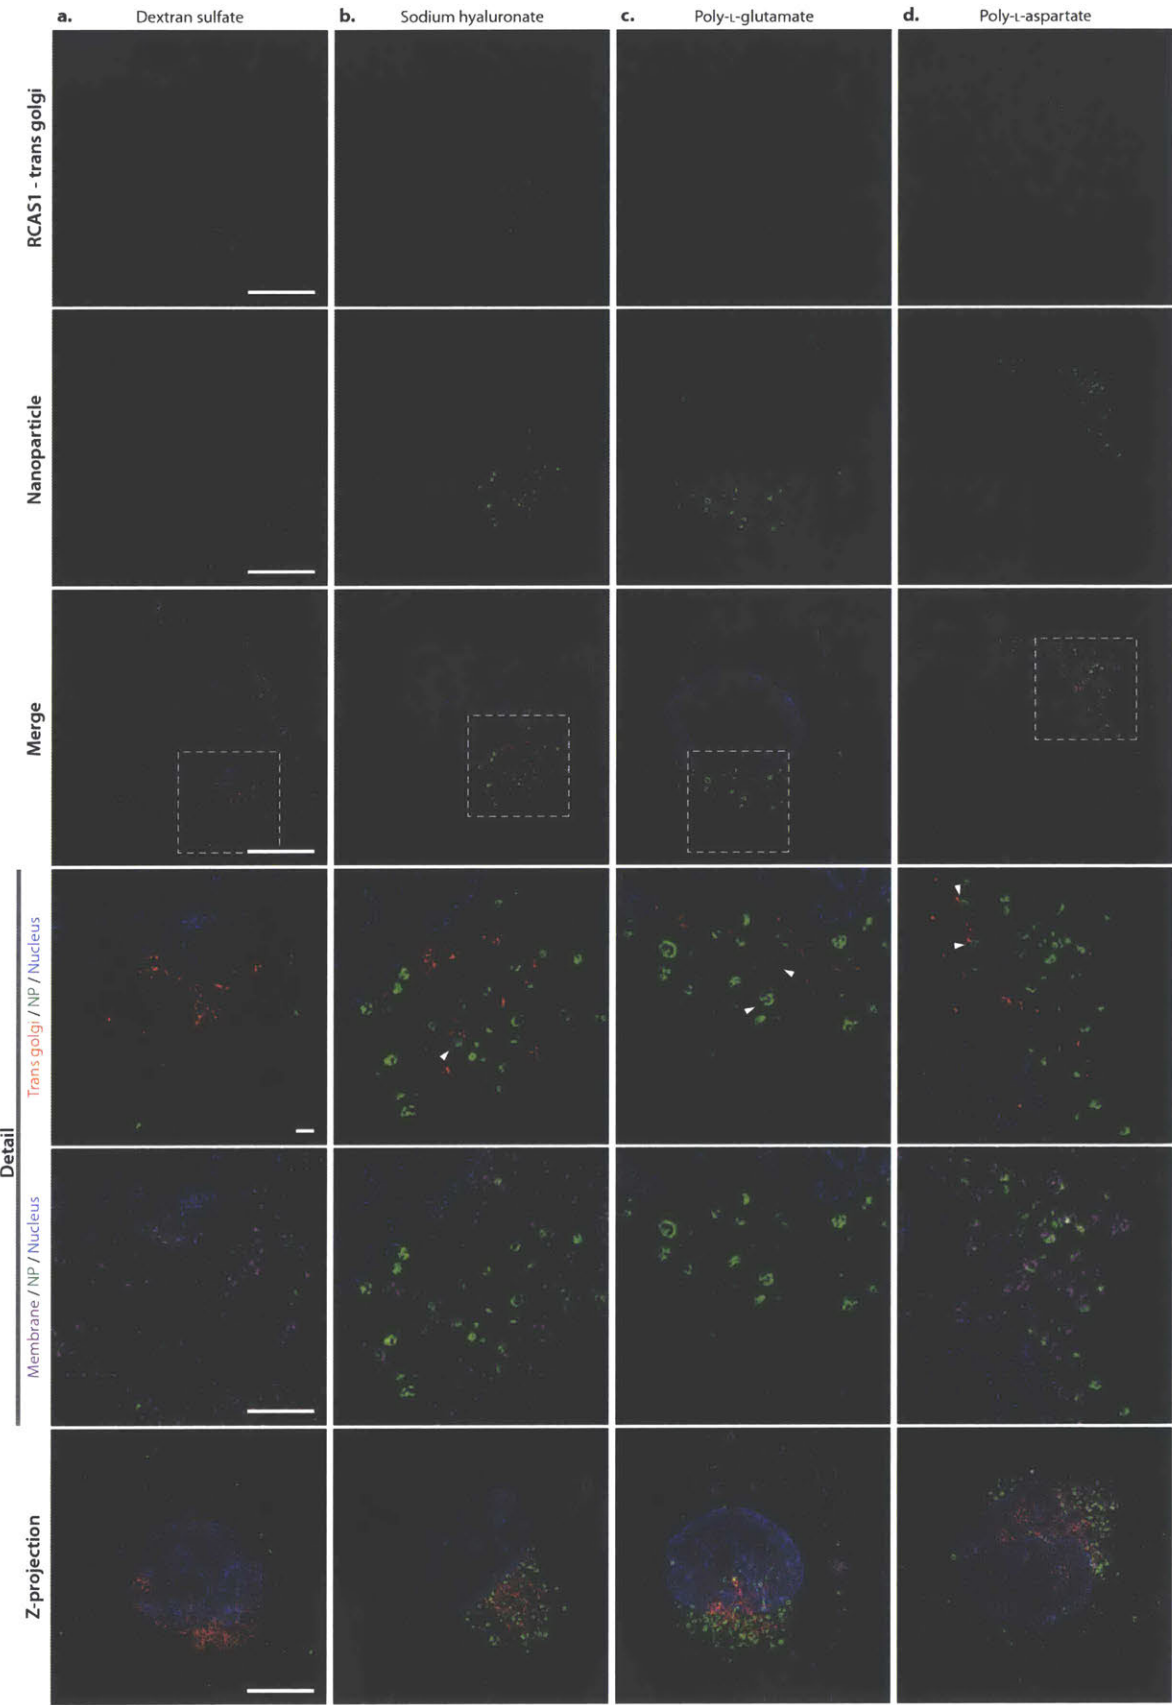 a. Dextran sulfate
b. Sodium hyaluronate
c. Poly-L-glutamate
d. Poly-L-aspartate
RCAS1 - trans golgi
Nanoparticle
Merge
Detail
Trans golgi / NP / Nucleus
Membrane / NP / Nucleus
Z-projection